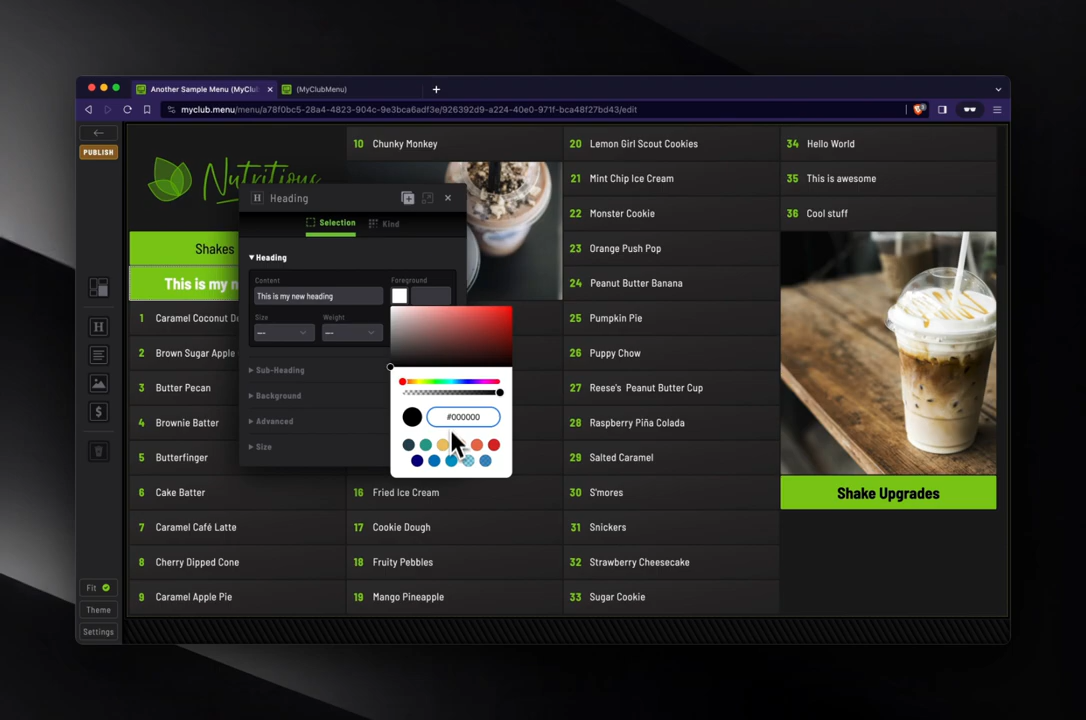 Another Sample Menu (MyClub
(MyClubMenu)
myclub.menu/menu/a78f0bc5-28a4-4823-904c-9e3bca6adf3e/926392d9-a224-40e0-971f-bca48f27bd43/edit
PUBLISH
Fit
Theme
Settings
Nutritious
Shakes
This is my n
1 Caramel Coconut D
2 Brown Sugar Apple
3 Butter Pecan
4 Brownie Batter
5 Butterfinger
6 Cake Batter
7 Caramel Café Latte
8 Cherry Dipped Cone
9 Caramel Apple Pie
H Heading
Selection
Kind
Heading
Content
Foreground
This is my new heading
Size
Weight
Sub-Heading
Background
Advanced
Size
#000000
10 Chunky Monkey
16 Fried Ice Cream
17 Cookie Dough
18 Fruity Pebbles
19 Mango Pineapple
20 Lemon Girl Scout Cookies
21 Mint Chip Ice Cream
22 Monster Cookie
23 Orange Push Pop
24 Peanut Butter Banana
25 Pumpkin Pie
26 Puppy Chow
27 Reese's Peanut Butter Cup
28 Raspberry Piña Colada
29 Salted Caramel
30 S'mores
31 Snickers
32 Strawberry Cheesecake
33 Sugar Cookie
34 Hello World
35 This is awesome
36 Cool stuff
Shake Upgrades